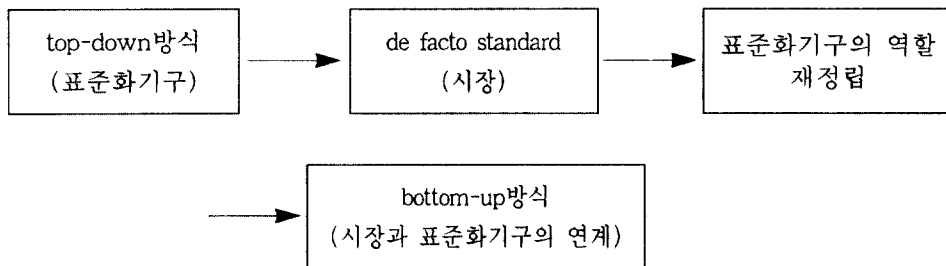 top-down방식
(표준화기구)
de facto standard
(시장)
표준화기구의 역할
재정립
bottom-up방식
(시장과 표준화기구의 연계)